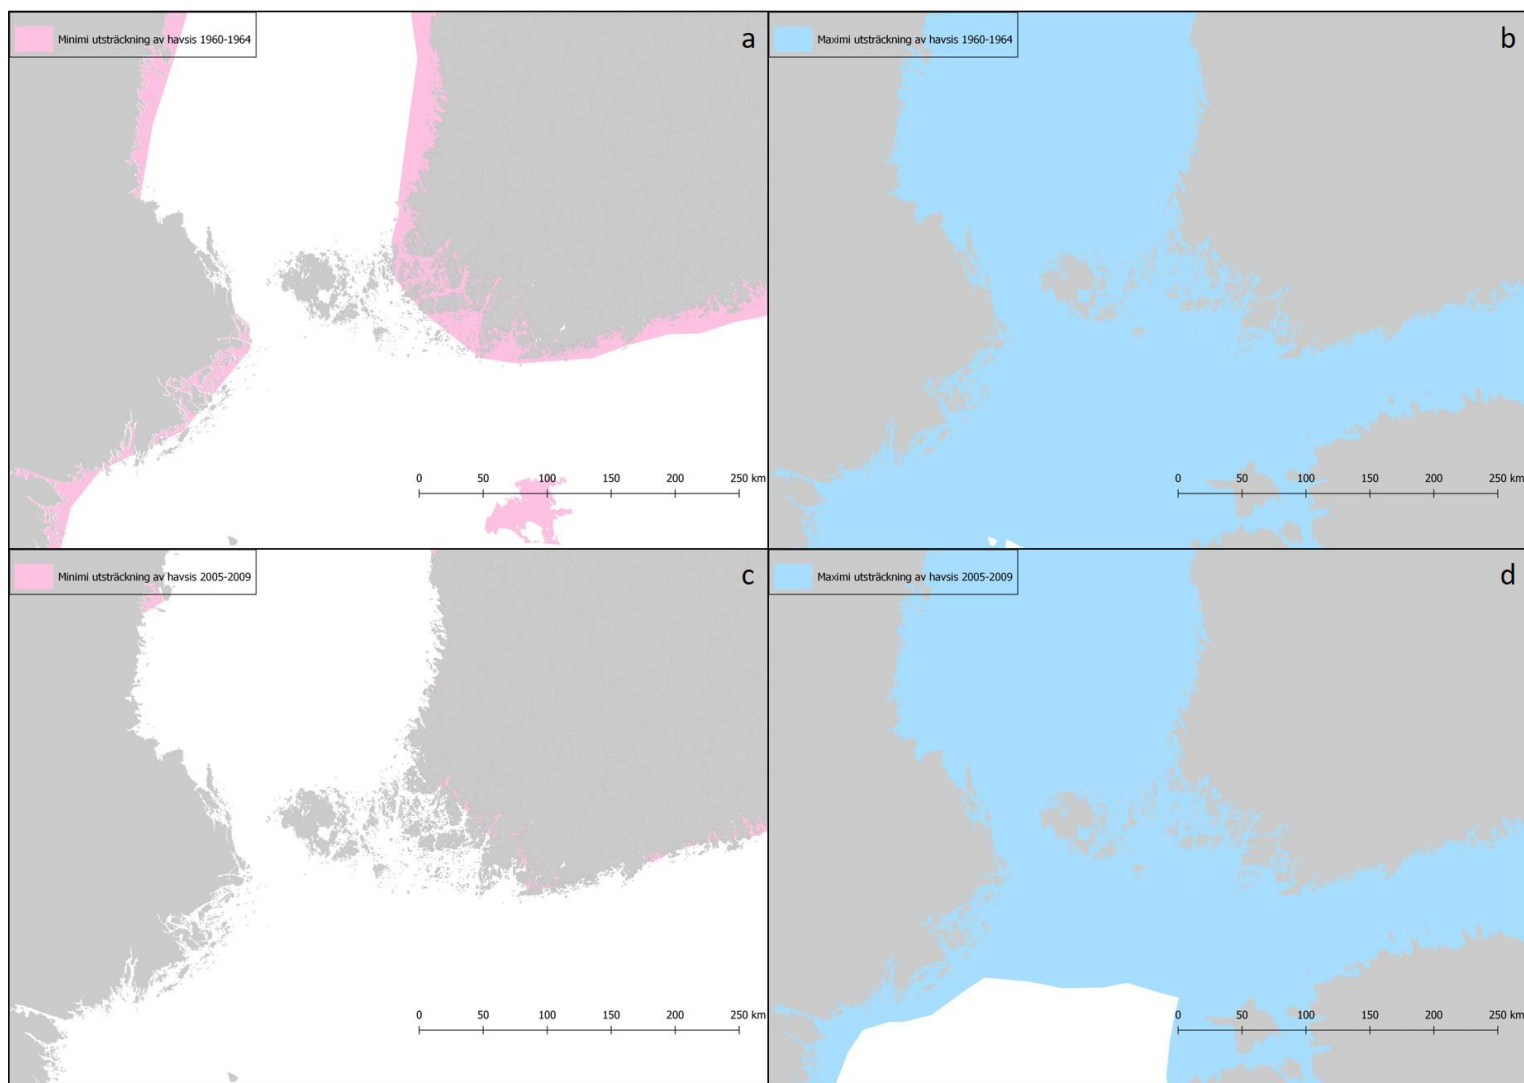 Minimi utsträckning av havsis 1960-1964
a
0 50 100 150 200 250 km
Maximi utsträckning av havsis 1960-1964
b
0 50 100 150 200 250 km
Minimi utsträckning av havsis 2005-2009
c
0 50 100 150 200 250 km
Maximi utsträckning av havsis 2005-2009
d
0 50 100 150 200 250 km